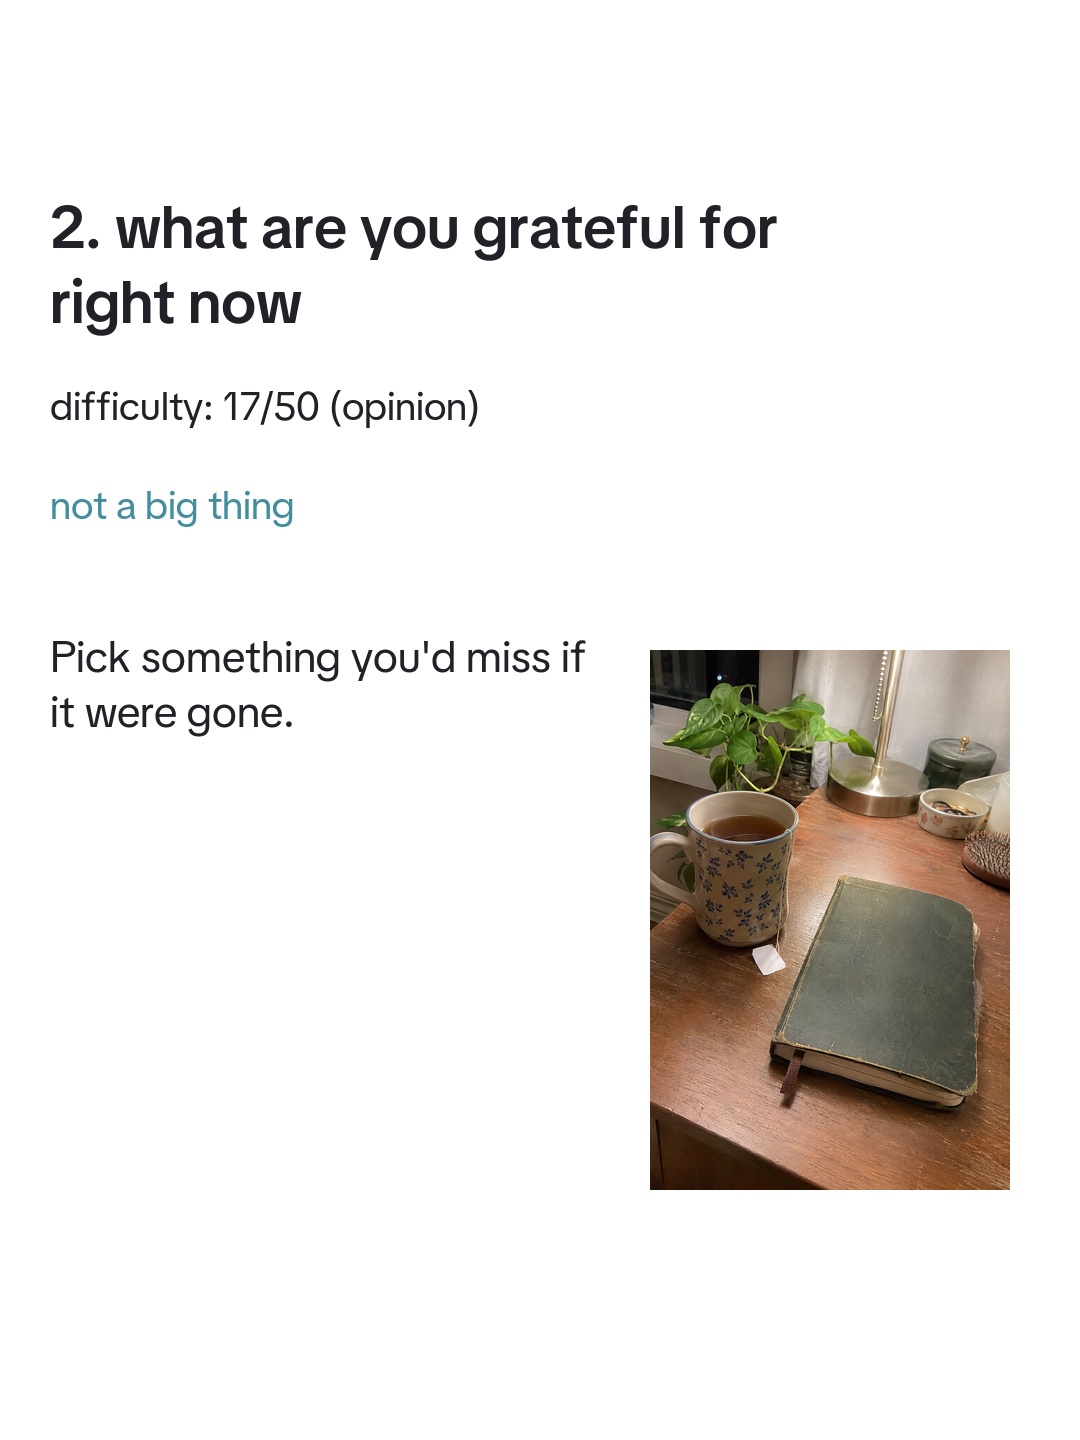 2. what are you grateful for
right now
difficulty: 17/50 (opinion)
not a big thing
Pick something you'd miss if
it were gone.